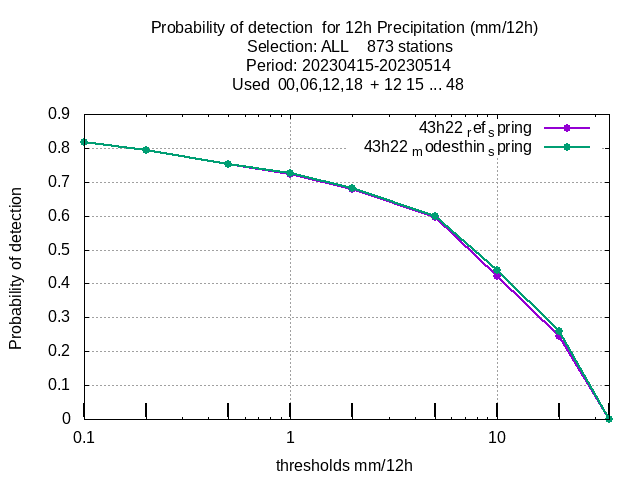 Probability of detection  for 12h Precipitation (mm/12h)
Selection: ALL    873 stations
Period: 20230415-20230514
Used  00,06,12,18  + 12 15 ... 48
43h22 ref spring
43h22 modesthin spring
0.9
0.8
0.7
0.6
0.5
0.4
0.3
0.2
0.1
0
Probability of detection
0.1 1 10
thresholds mm/12h